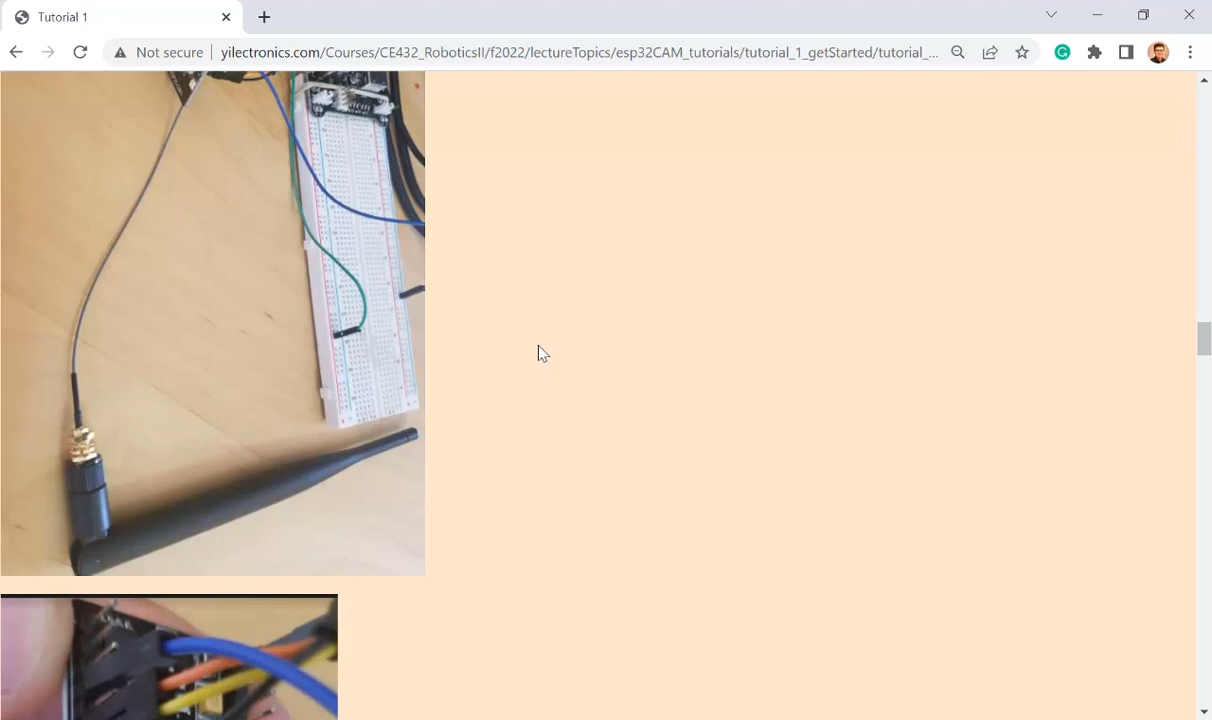 Tutorial 1
Not secure
yilectronics.com/Courses/CE432_RoboticsII/f2022/lectureTopics/esp32CAM_tutorials/tutorial_1_getStarted/tutorial_...